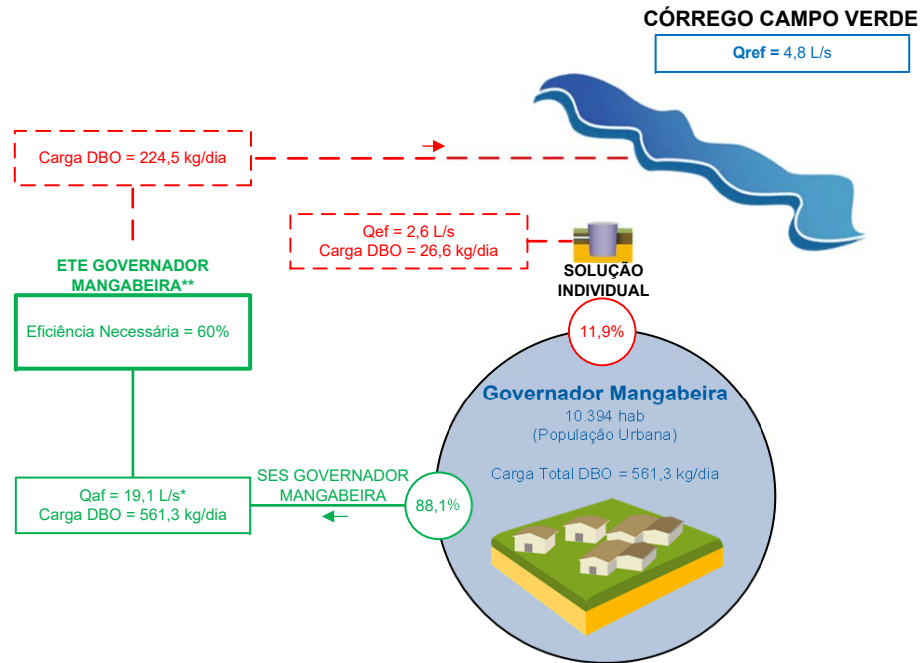 CÓRREGO CAMPO VERDE
Qref = 4,8 L/s
Carga DBO = 224,5 kg/dia
Qef = 2,6 L/s
Carga DBO = 26,6 kg/dia
SOLUÇÃO
INDIVIDUAL
ETE GOVERNADOR
MANGABEIRA**
Eficiência Necessária = 60%
11,9%
Governador Mangabeira
10.394 hab
(População Urbana)
Carga Total DBO = 561,3 kg/dia
SES GOVERNADOR
MANGABEIRA
88,1%
Qaf = 19,1 L/s*
Carga DBO = 561,3 kg/dia